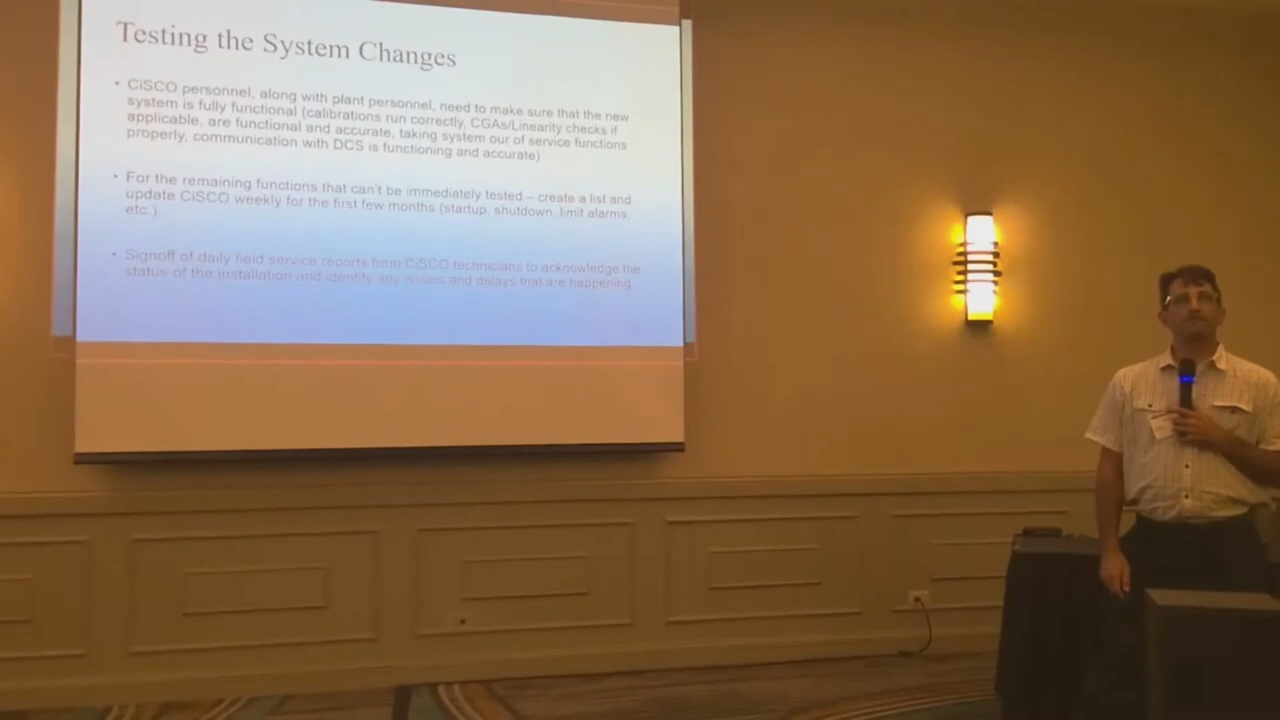 Testing the System Changes
• CiSCO personnel, along with plant personnel, need to make sure that the new
system is fully functional (calibrations run correctly, CGAs/Linearity checks if
applicable, are functional and accurate, taking system our of service functions
properly, communication with DCS is functioning and accurate)
• For the remaining functions that can't be immediately tested – create a list and
update CiSCO weekly for the first few months (startup, shutdown, limit alarms,
etc.).
• Signoff of daily field service reports from CiSCO technicians to acknowledge the
status of the installation and identify any issues and delays that are happening.